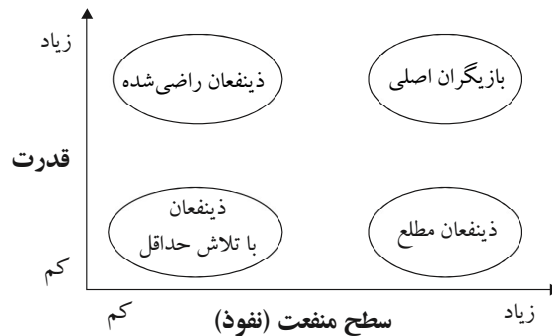 زیاد
بازیگران اصلی
ذینفعان راضی‌شده
قدرت
ذینفعان مطلع
ذینفعان
با تلاش حداقل
کم
زیاد
سطح منفعت (نفوذ)
کم